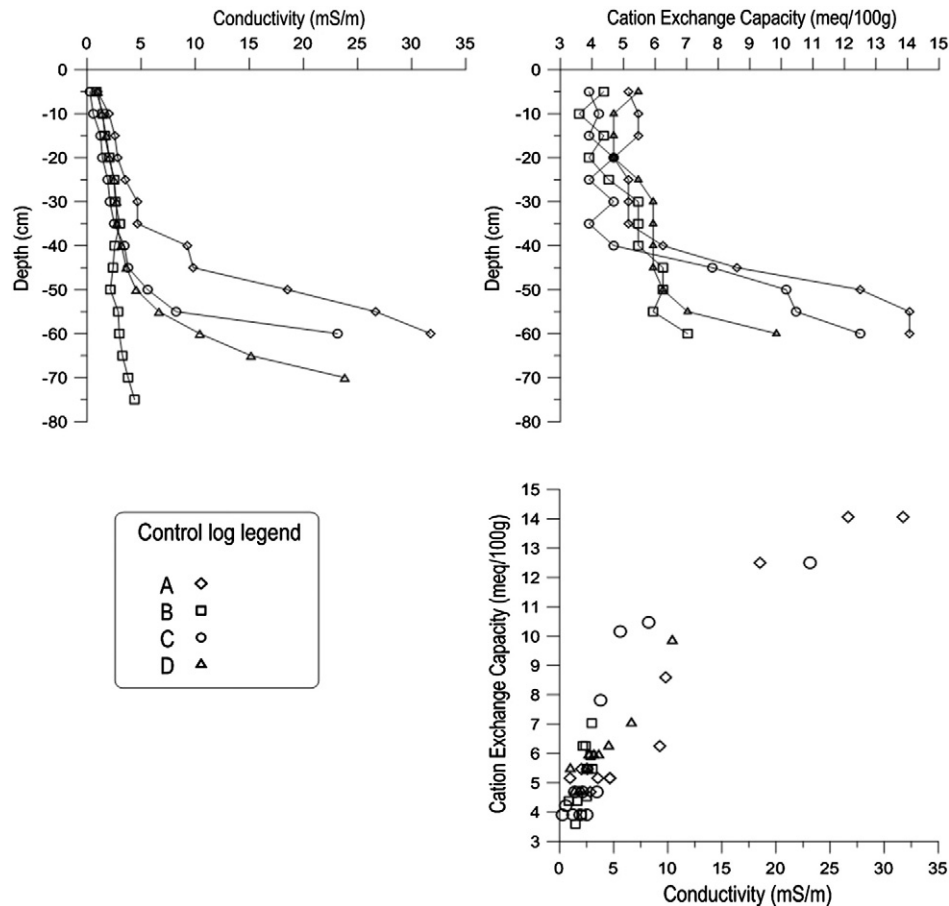 Conductivity (mS/m)
0 5 10 15 20 25 30 35
Depth (cm)
0
-10
-20
-30
-40
-50
-60
-70
-80
Cation Exchange Capacity (meq/100g)
3 4 5 6 7 8 9 10 11 12 13 14 15
Depth (cm)
0
-10
-20
-30
-40
-50
-60
-70
-80
Control log legend
A
B
C
D
Cation Exchange Capacity (meq/100g)
15
14
13
12
11
10
9
8
7
6
5
4
3
0 5 10 15 20 25 30 35
Conductivity (mS/m)